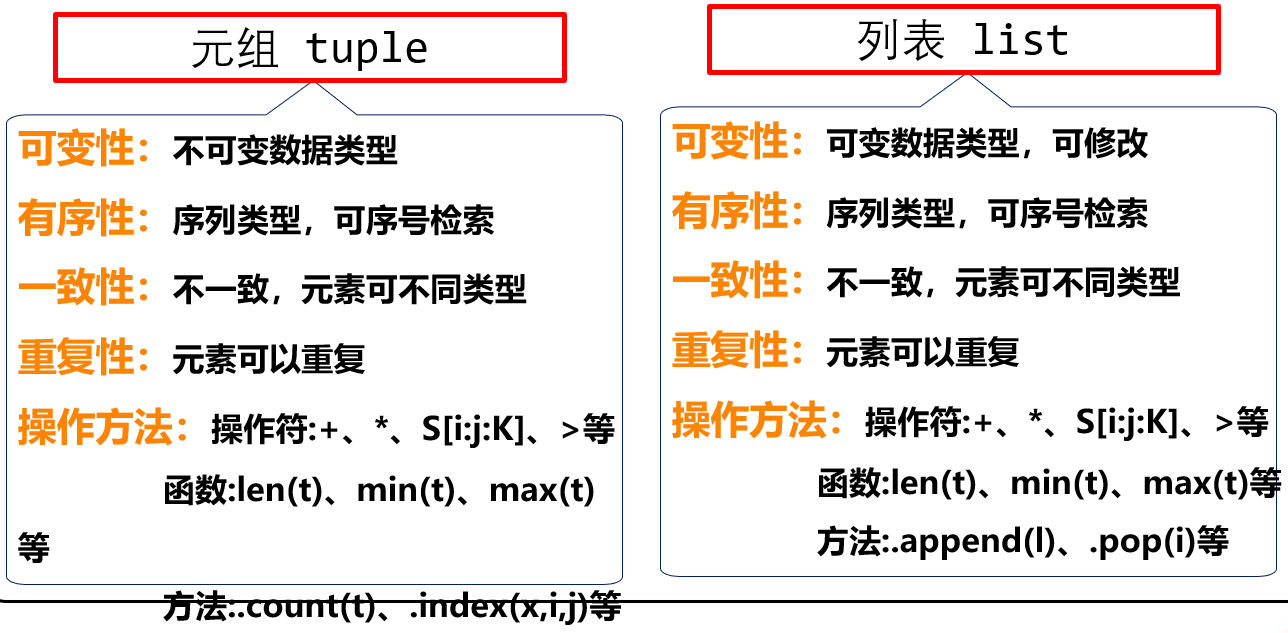 元组 tuple
可变性：不可变数据类型
有序性：序列类型，可序号检索
一致性：不一致，元素可不同类型
重复性：元素可以重复
操作方法：操作符:+、*、S[i:j:K]、>等
函数:len(t)、min(t)、max(t)
等
方法:.count(t)、.index(x,i,j)等
列表 list
可变性：可变数据类型，可修改
有序性：序列类型，可序号检索
一致性：不一致，元素可不同类型
重复性：元素可以重复
操作方法：操作符:+、*、S[i:j:K]、>等
函数:len(t)、min(t)、max(t)等
方法:.append(l)、.pop(i)等